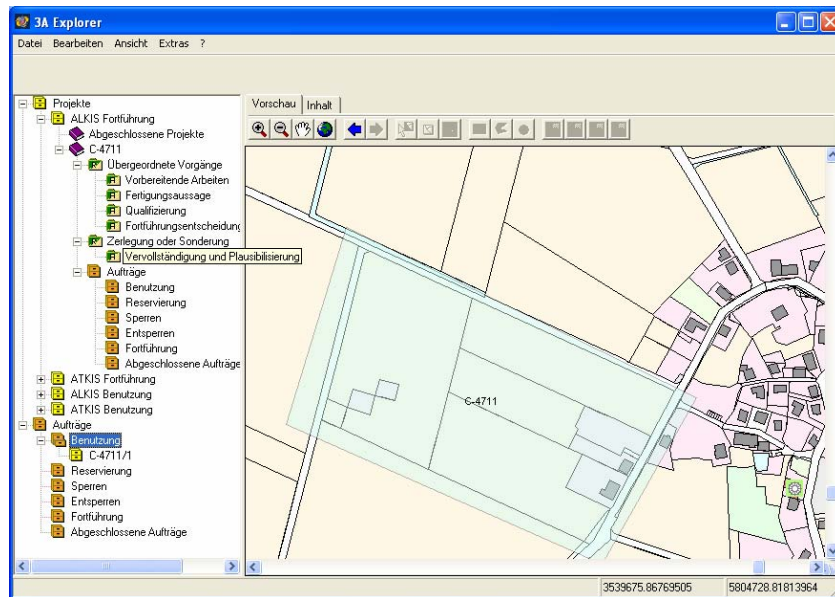 3A Explorer
Datei Bearbeiten Ansicht Extras ?
Projekte
ALKIS Fortführung
Abgeschlossene Projekte
C-4711
Übergeordnete Vorgänge
Vorbereitende Arbeiten
Fertigungsaussage
Qualifizierung
Fortführungsentscheidung
Zerlegung oder Sonderung
Vervollständigung und Plausibilisierung
Aufträge
Benutzung
Reservierung
Sperren
Entsperren
Fortführung
Abgeschlossene Aufträge
ATKIS Fortführung
ALKIS Benutzung
ATKIS Benutzung
Aufträge
Benutzung
C-4711/1
Reservierung
Sperren
Entsperren
Fortführung
Abgeschlossene Aufträge
Vorschau Inhalt
C-4711
3539675.86769505 5804728.81813964